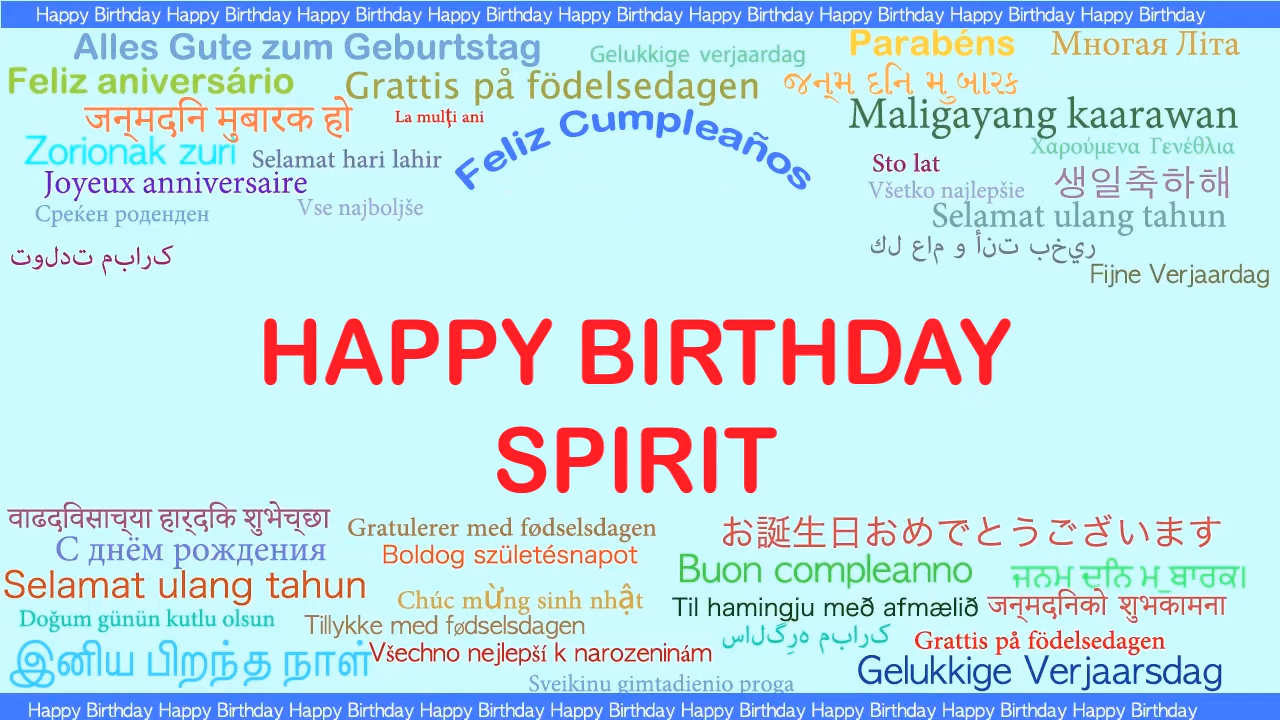 Happy Birthday Happy Birthday Happy Birthday Happy Birthday Happy Birthday Happy Birthday Happy Birthday Happy Birthday Happy Birthday
Alles Gute zum Geburtstag
Gelukkige verjaardag
Parabéns
Многая Літа
Feliz aniversário
Grattis på födelsedagen
જન્મ દનિ મુ બારક
जन्मदनि मुबारक हो
La mulţi ani
Feliz Cumpleaños
Maligayang kaarawan
Zorionak zuri
Selamat hari lahir
Sto lat
Χαρούμενα Γενέθλια
Joyeux anniversaire
Všetko najlepšie
생일축하해
Среќен роденден
Vse najboljše
Selamat ulang tahun
تولدت مبارک
كل عام و أنت بخير
Fijne Verjaardag
HAPPY BIRTHDAY
SPIRIT
वाढदविसाच्या हार्दकि शुभेच्छा
Gratulerer med fødselsdagen
お誕生日おめでとうございます
С днём рождения
Boldog születésnapot
Buon compleanno
ਜਨਮ ਦਨਿ ਮੁ ਬਾਰਕ।
Selamat ulang tahun
Chúc mừng sinh nhật
Til hamingju með afmælið
जन्मदनिको शुभकामना
Doğum günün kutlu olsun
Tillykke med fødselsdagen
سالگرہ مبارک
Grattis på födelsedagen
இனிய பிறந்த நாள்
Všechno nejlepší k narozeninám
Gelukkige Verjaarsdag
Sveikinu gimtadienio proga
Happy Birthday Happy Birthday Happy Birthday Happy Birthday Happy Birthday Happy Birthday Happy Birthday Happy Birthday Happy Birthday